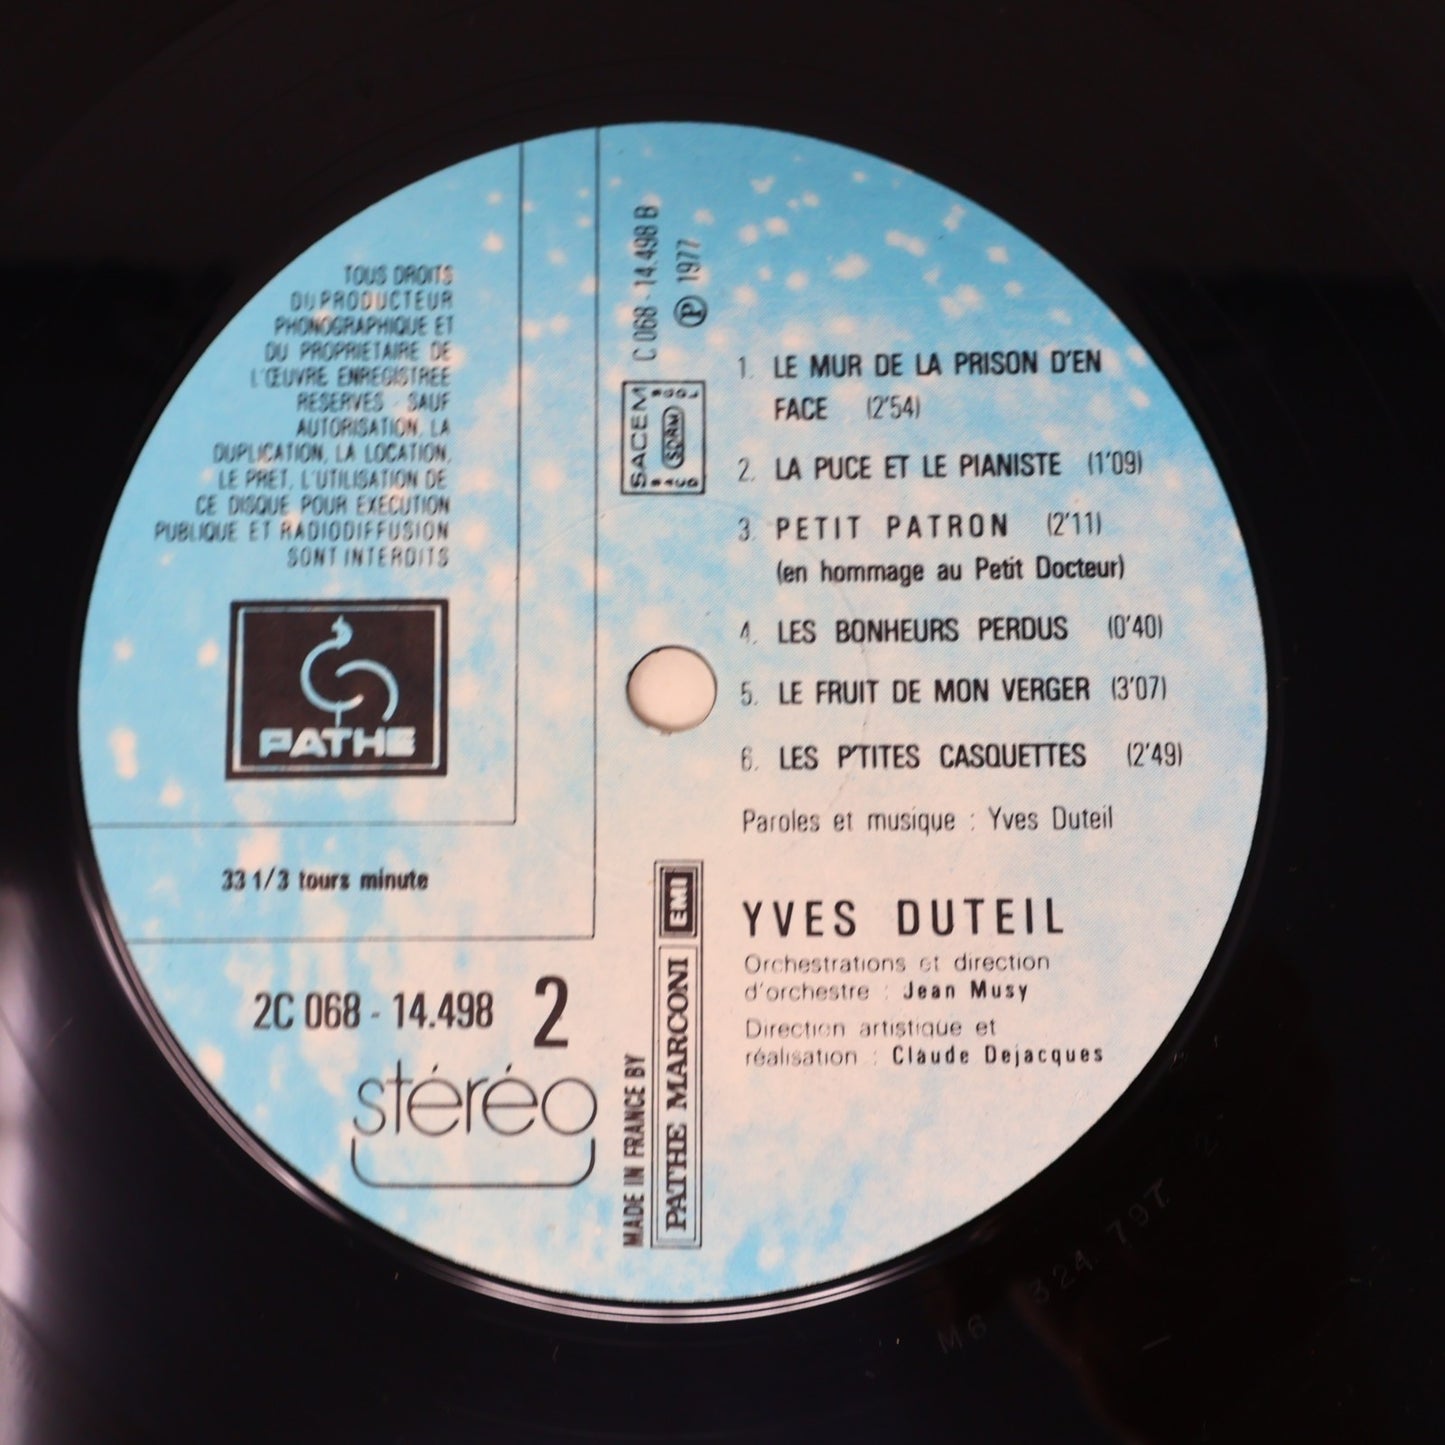 TOUS DROITS
DU PRODUCTEUR
PHONOGRAPHIQUE ET
DU PROPRIETAIRE DE
L'ŒUVRE ENREGISTREE
RESERVES - SAUF
AUTORISATION, LA
DUPLICATION, LA LOCATION,
LE PRET, L'UTILISATION DE
CE DISQUE POUR EXECUTION
PUBLIQUE ET RADIODIFFUSION
SONT INTERDITS
PATHE
33 1/3 tours minute
2C 068 - 14.498 2
stéréo
C 068 - 14.498 B
Ⓟ 1977
SACEM
SDRM
MADE IN FRANCE BY
PATHE MARCONI EMI
1. LE MUR DE LA PRISON D'EN
FACE (2'54)
2. LA PUCE ET LE PIANISTE (1'09)
3. PETIT PATRON (2'11)
(en hommage au Petit Docteur)
4. LES BONHEURS PERDUS (0'40)
5. LE FRUIT DE MON VERGER (3'07)
6. LES P'TITES CASQUETTES (2'49)
Paroles et musique : Yves Duteil
YVES DUTEIL
Orchestrations et direction
d'orchestre : Jean Musy
Direction artistique et
réalisation : Claude Dejacques
M6 324.797. 2